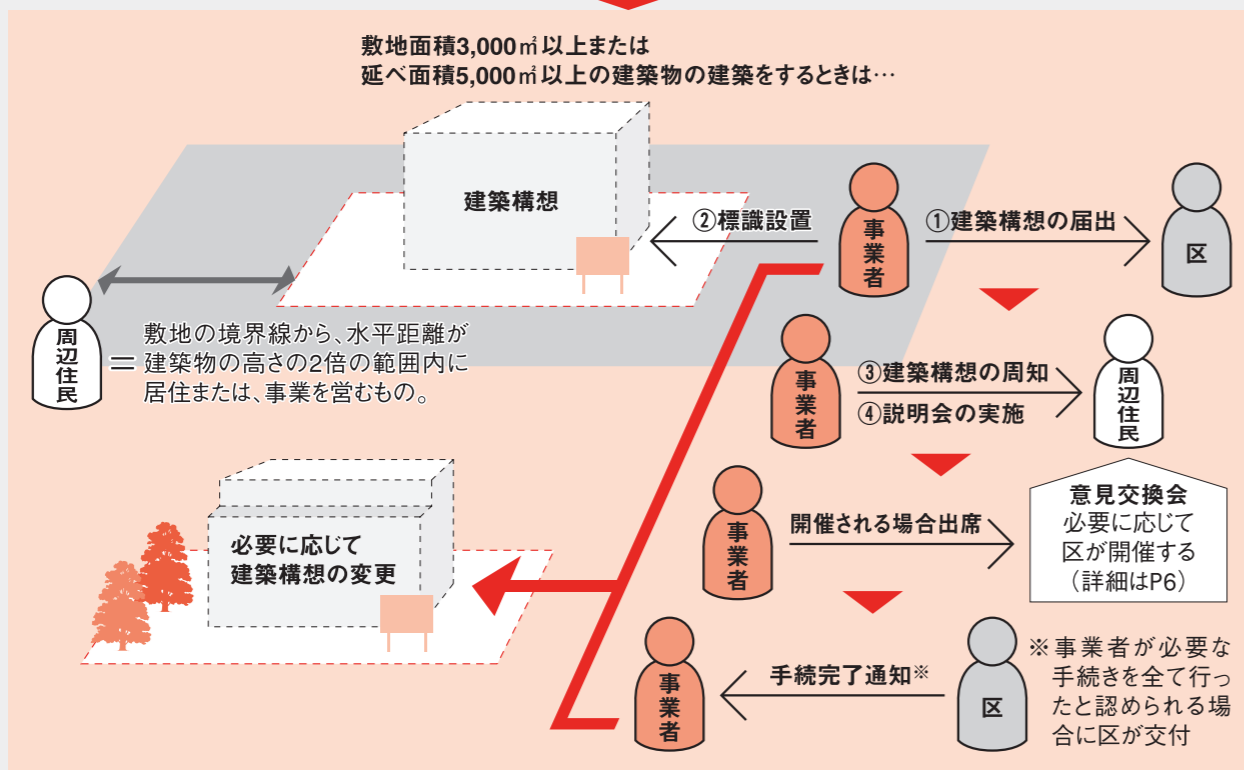 敷地面積3,000㎡以上または
延べ面積5,000㎡以上の建築物の建築をするときは…
建築構想
②標識設置
事業者
①建築構想の届出
区
周辺住民
＝
敷地の境界線から、水平距離が
建築物の高さの2倍の範囲内に
居住または、事業を営むもの。
事業者
③建築構想の周知
④説明会の実施
周辺住民
事業者
開催される場合出席
意見交換会
必要に応じて
区が開催する
（詳細はP6）
必要に応じて
建築構想の変更
事業者
手続完了通知※
区
※事業者が必要な
手続きを全て行っ
たと認められる場
合に区が交付